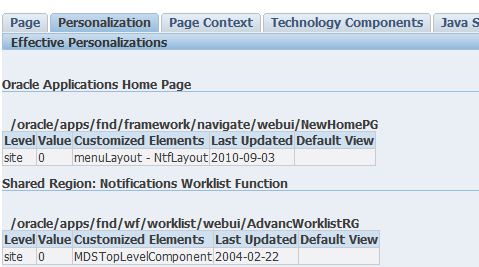 Page Personalization Page Context Technology Components Java S
Effective Personalizations
Oracle Applications Home Page
/oracle/apps/fnd/framework/navigate/webui/NewHomePG
Level Value Customized Elements Last Updated Default View
site 0 menuLayout - NtfLayout 2010-09-03
Shared Region: Notifications Worklist Function
/oracle/apps/fnd/wf/worklist/webui/AdvancWorklistRG
Level Value Customized Elements Last Updated Default View
site 0 MDSTopLevelComponent 2004-02-22